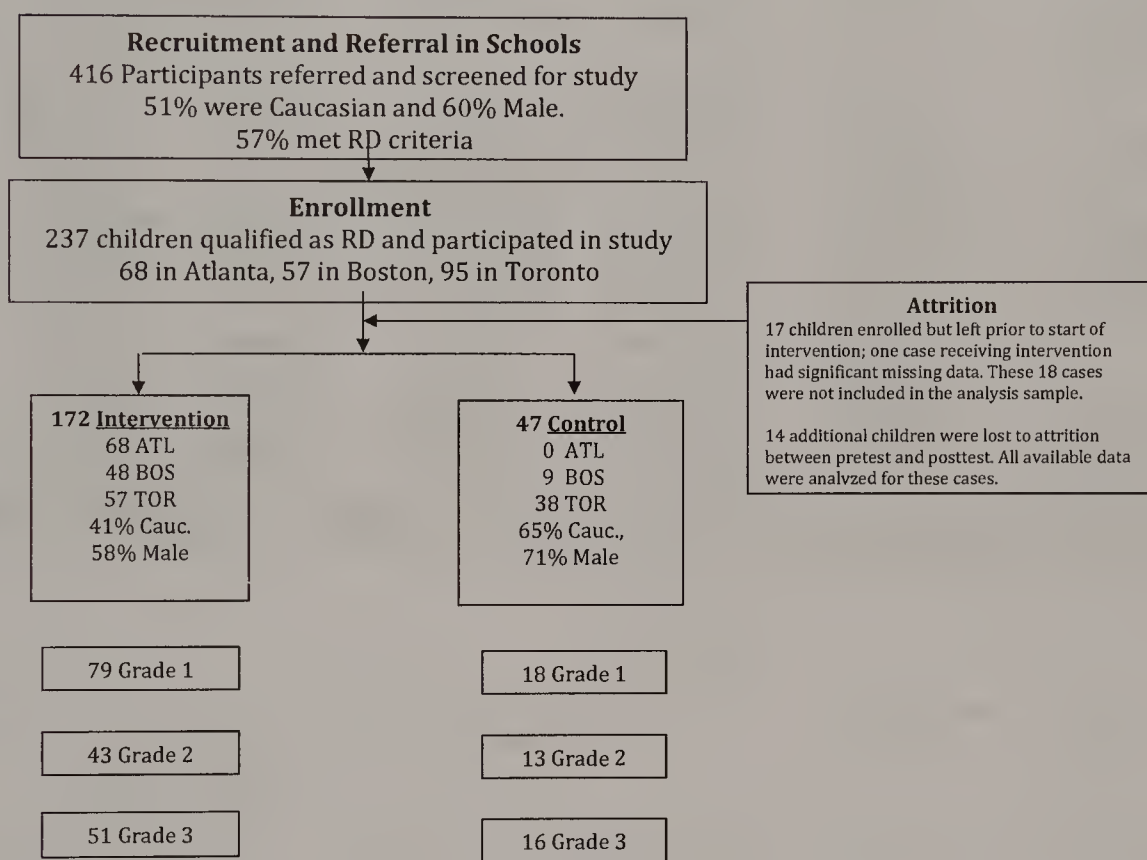 Recruitment and Referral in Schools
416 Participants referred and screened for study
51% were Caucasian and 60% Male.
57% met RD criteria
Enrollment
237 children qualified as RD and participated in study
68 in Atlanta, 57 in Boston, 95 in Toronto
Attrition
17 children enrolled but left prior to start of
intervention; one case receiving intervention
had significant missing data. These 18 cases
were not included in the analysis sample.
14 additional children were lost to attrition
between pretest and posttest. All available data
were analyzed for these cases.
172 Intervention
68 ATL
48 BOS
57 TOR
41% Cauc.
58% Male
47 Control
0 ATL
9 BOS
38 TOR
65% Cauc.,
71% Male
79 Grade 1
18 Grade 1
43 Grade 2
13 Grade 2
51 Grade 3
16 Grade 3